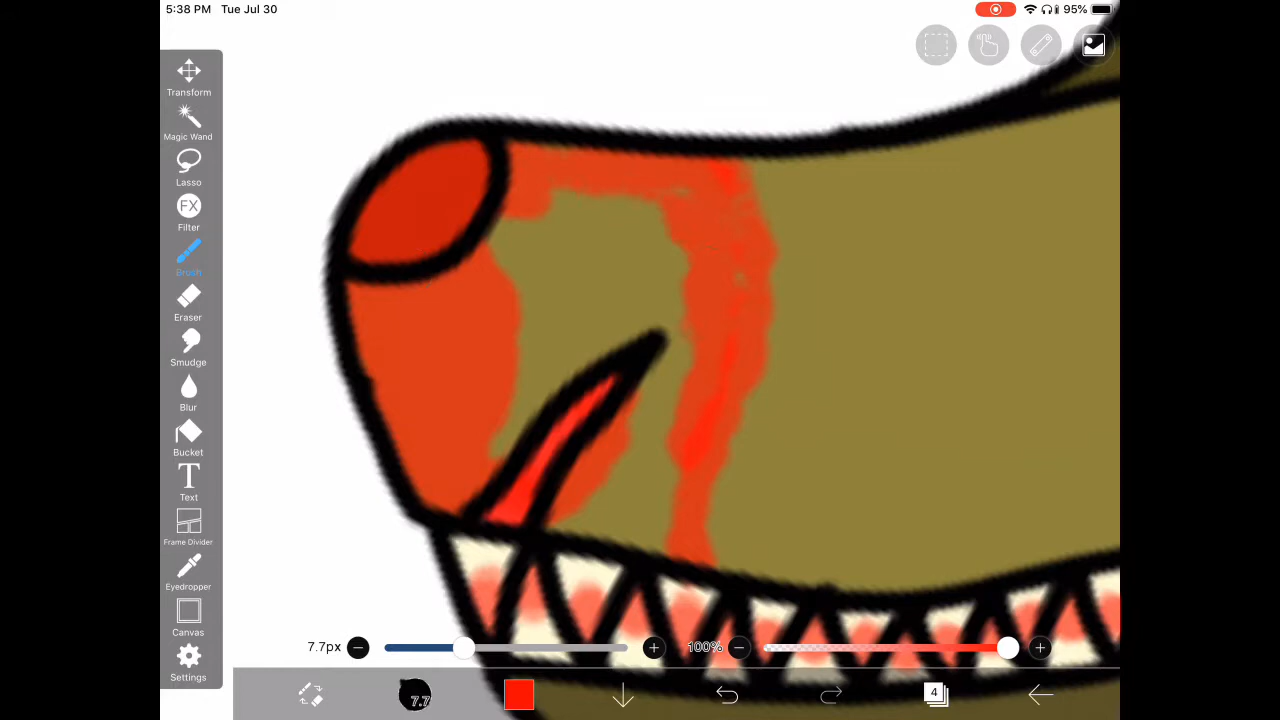 5:38 PM Tue Jul 30
95%
Transform
Magic Wand
Lasso
FX
Filter
Brush
Eraser
Smudge
Blur
Bucket
T
Text
Frame Divider
Eyedropper
Canvas
Settings
7.7px
100%
7.7
4